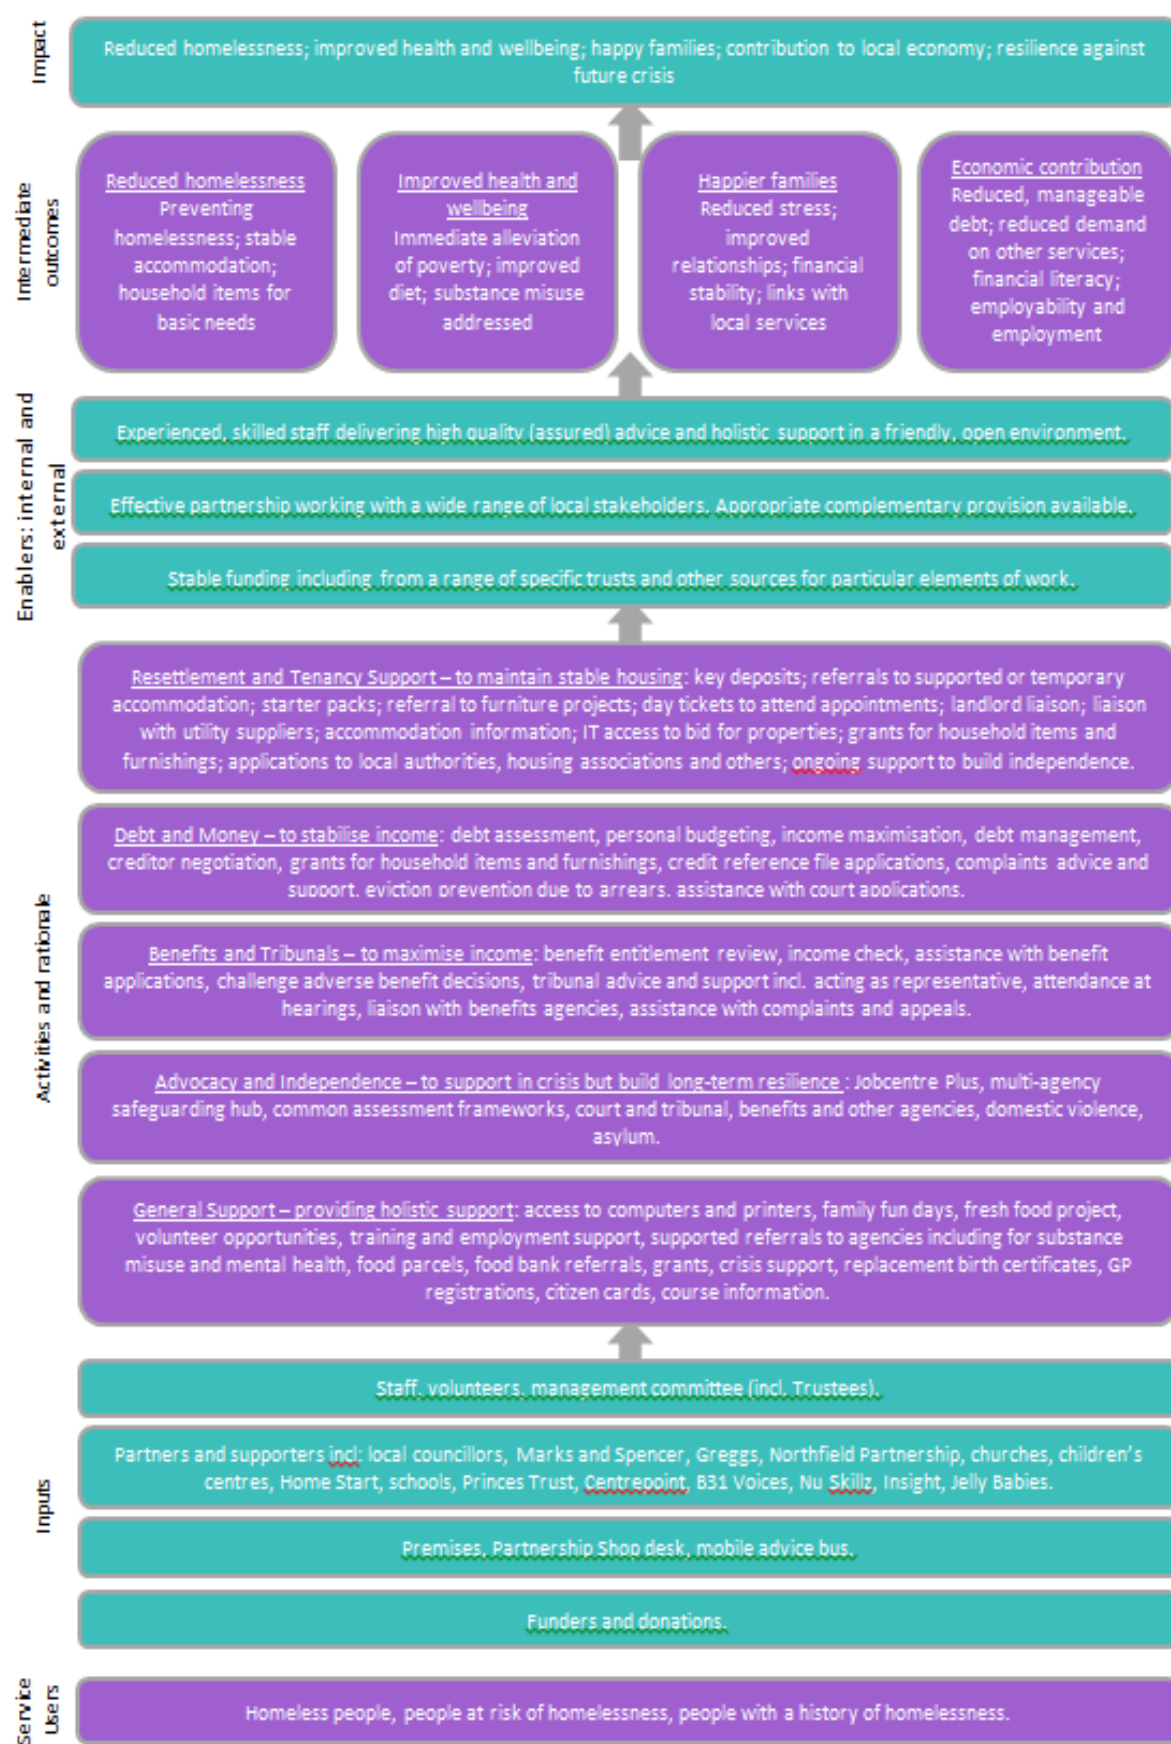 Impact
Reduced homelessness; improved health and wellbeing; happy families; contribution to local economy; resilience against
future crisis
Intermediate
outcomes
Reduced homelessness
Preventing
homelessness; stable
accommodation;
household items for
basic needs
Improved health and
wellbeing
Immediate alleviation
of poverty; improved
diet; substance misuse
addressed
Happier families
Reduced stress;
improved
relationships; financial
stability; links with
local services
Economic contribution
Reduced, manageable
debt; reduced demand
on other services;
financial literacy;
employability and
employment
Enablers: internal and
external
Experienced, skilled staff delivering high quality (assured) advice and holistic support in a friendly, open environment.
Effective partnership working with a wide range of local stakeholders. Appropriate complementary provision available.
Stable funding including from a range of specific trusts and other sources for particular elements of work.
Activities and rationale
Resettlement and Tenancy Support – to maintain stable housing: key deposits; referrals to supported or temporary
accommodation; starter packs; referral to furniture projects; day tickets to attend appointments; landlord liaison; liaison
with utility suppliers; accommodation information; IT access to bid for properties; grants for household items and
furnishings; applications to local authorities, housing associations and others; ongoing support to build independence.
Debt and Money – to stabilise income: debt assessment, personal budgeting, income maximisation, debt management,
creditor negotiation, grants for household items and furnishings, credit reference file applications, complaints advice and
support, eviction prevention due to arrears, assistance with court applications.
Benefits and Tribunals – to maximise income: benefit entitlement review, income check, assistance with benefit
applications, challenge adverse benefit decisions, tribunal advice and support incl. acting as representative, attendance at
hearings, liaison with benefits agencies, assistance with complaints and appeals.
Advocacy and Independence – to support in crisis but build long-term resilience : Jobcentre Plus, multi-agency
safeguarding hub, common assessment frameworks, court and tribunal, benefits and other agencies, domestic violence,
asylum.
General Support – providing holistic support: access to computers and printers, family fun days, fresh food project,
volunteer opportunities, training and employment support, supported referrals to agencies including for substance
misuse and mental health, food parcels, food bank referrals, grants, crisis support, replacement birth certificates, GP
registrations, citizen cards, course information.
Inputs
Staff, volunteers, management committee (incl. Trustees).
Partners and supporters incl: local councillors, Marks and Spencer, Greggs, Northfield Partnership, churches, children's
centres, Home Start, schools, Princes Trust, Centrepoint, B31 Voices, Nu Skillz, Insight, Jelly Babies.
Premises, Partnership Shop desk, mobile advice bus.
Funders and donations.
Service
Users
Homeless people, people at risk of homelessness, people with a history of homelessness.